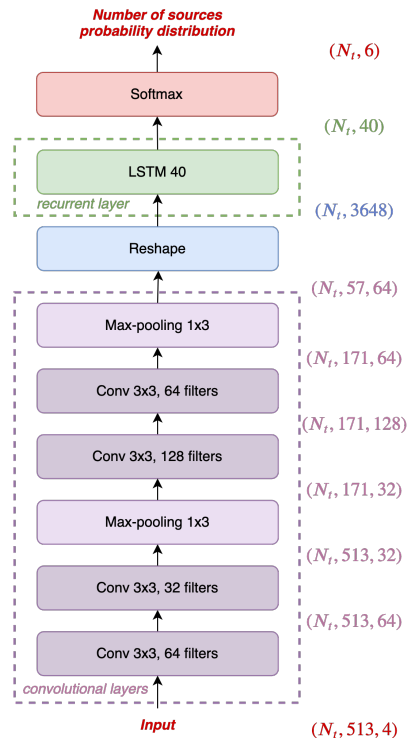 Number of sources
probability distribution
(N_t, 6)
Softmax
(N_t, 40)
LSTM 40
recurrent layer
(N_t, 3648)
Reshape
(N_t, 57, 64)
Max-pooling 1x3
(N_t, 171, 64)
Conv 3x3, 64 filters
(N_t, 171, 128)
Conv 3x3, 128 filters
(N_t, 171, 32)
Max-pooling 1x3
(N_t, 513, 32)
Conv 3x3, 32 filters
(N_t, 513, 64)
Conv 3x3, 64 filters
convolutional layers
Input
(N_t, 513, 4)